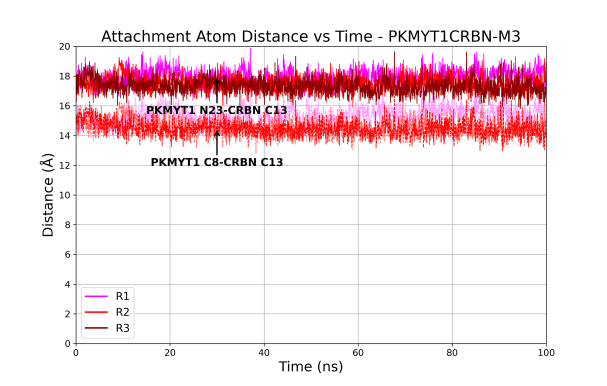 Attachment Atom Distance vs Time - PKMYT1CRBN-M3
20
18
16
14
12
10
8
6
4
2
0
Distance (Å)
PKMYT1 N23-CRBN C13
PKMYT1 C8-CRBN C13
R1
R2
R3
0 20 40 60 80 100
Time (ns)